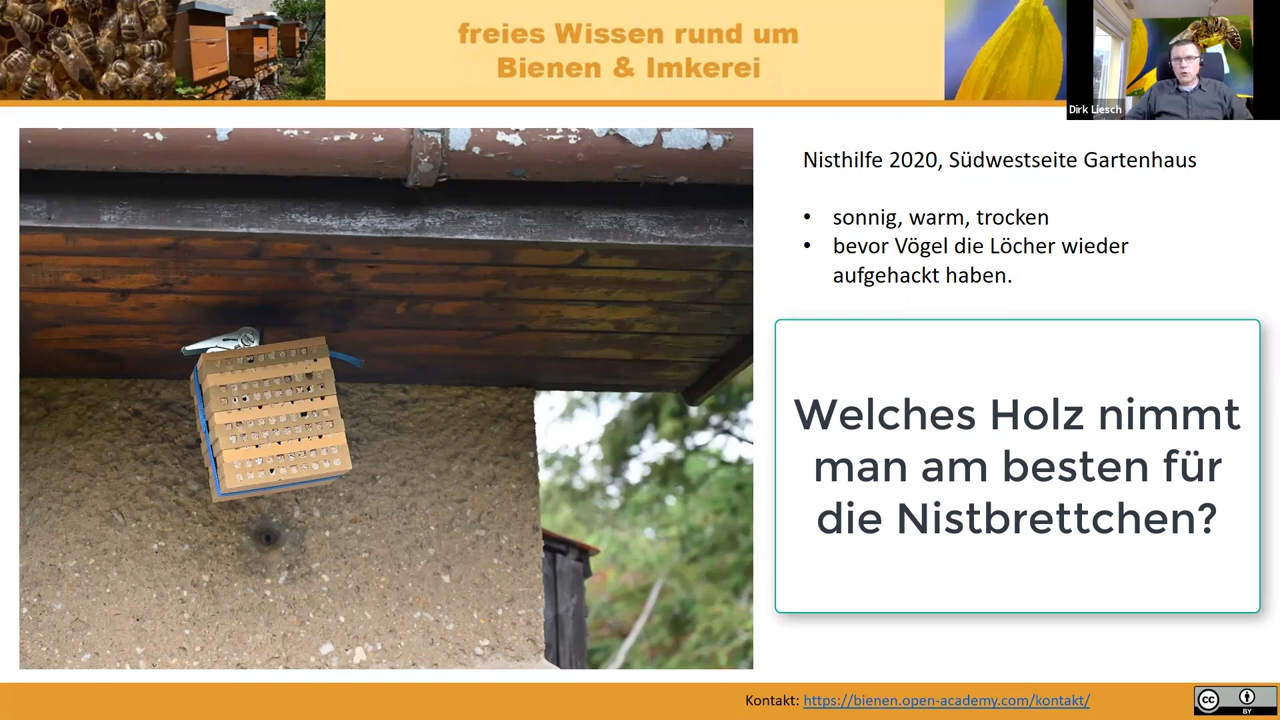 freies Wissen rund um
Bienen & Imkerei
Dirk Liesch
Nisthilfe 2020, Südwestseite Gartenhaus
• sonnig, warm, trocken
• bevor Vögel die Löcher wieder
aufgehackt haben.
Welches Holz nimmt
man am besten für
die Nistbrettchen?
Kontakt: https://bienen.open-academy.com/kontakt/
cc
BY